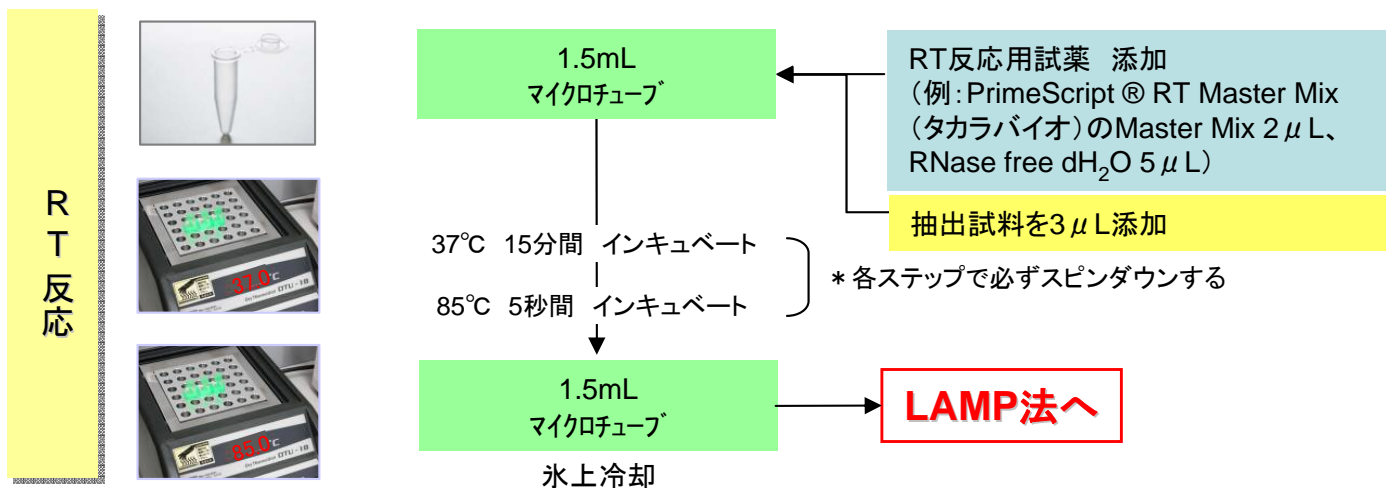 RT反応
1.5mL
マイクロチューブ
RT反応用試薬 添加
(例:PrimeScript ® RT Master Mix
(タカラバイオ)のMaster Mix 2μL、
RNase free dH₂O 5μL)
抽出試料を3μL添加
37℃ 15分間 インキュベート
*各ステップで必ずスピンダウンする
85℃ 5秒間 インキュベート
1.5mL
マイクロチューブ
LAMP法へ
氷上冷却
37.0℃
DTU-1B
85.0℃
DTU-1B